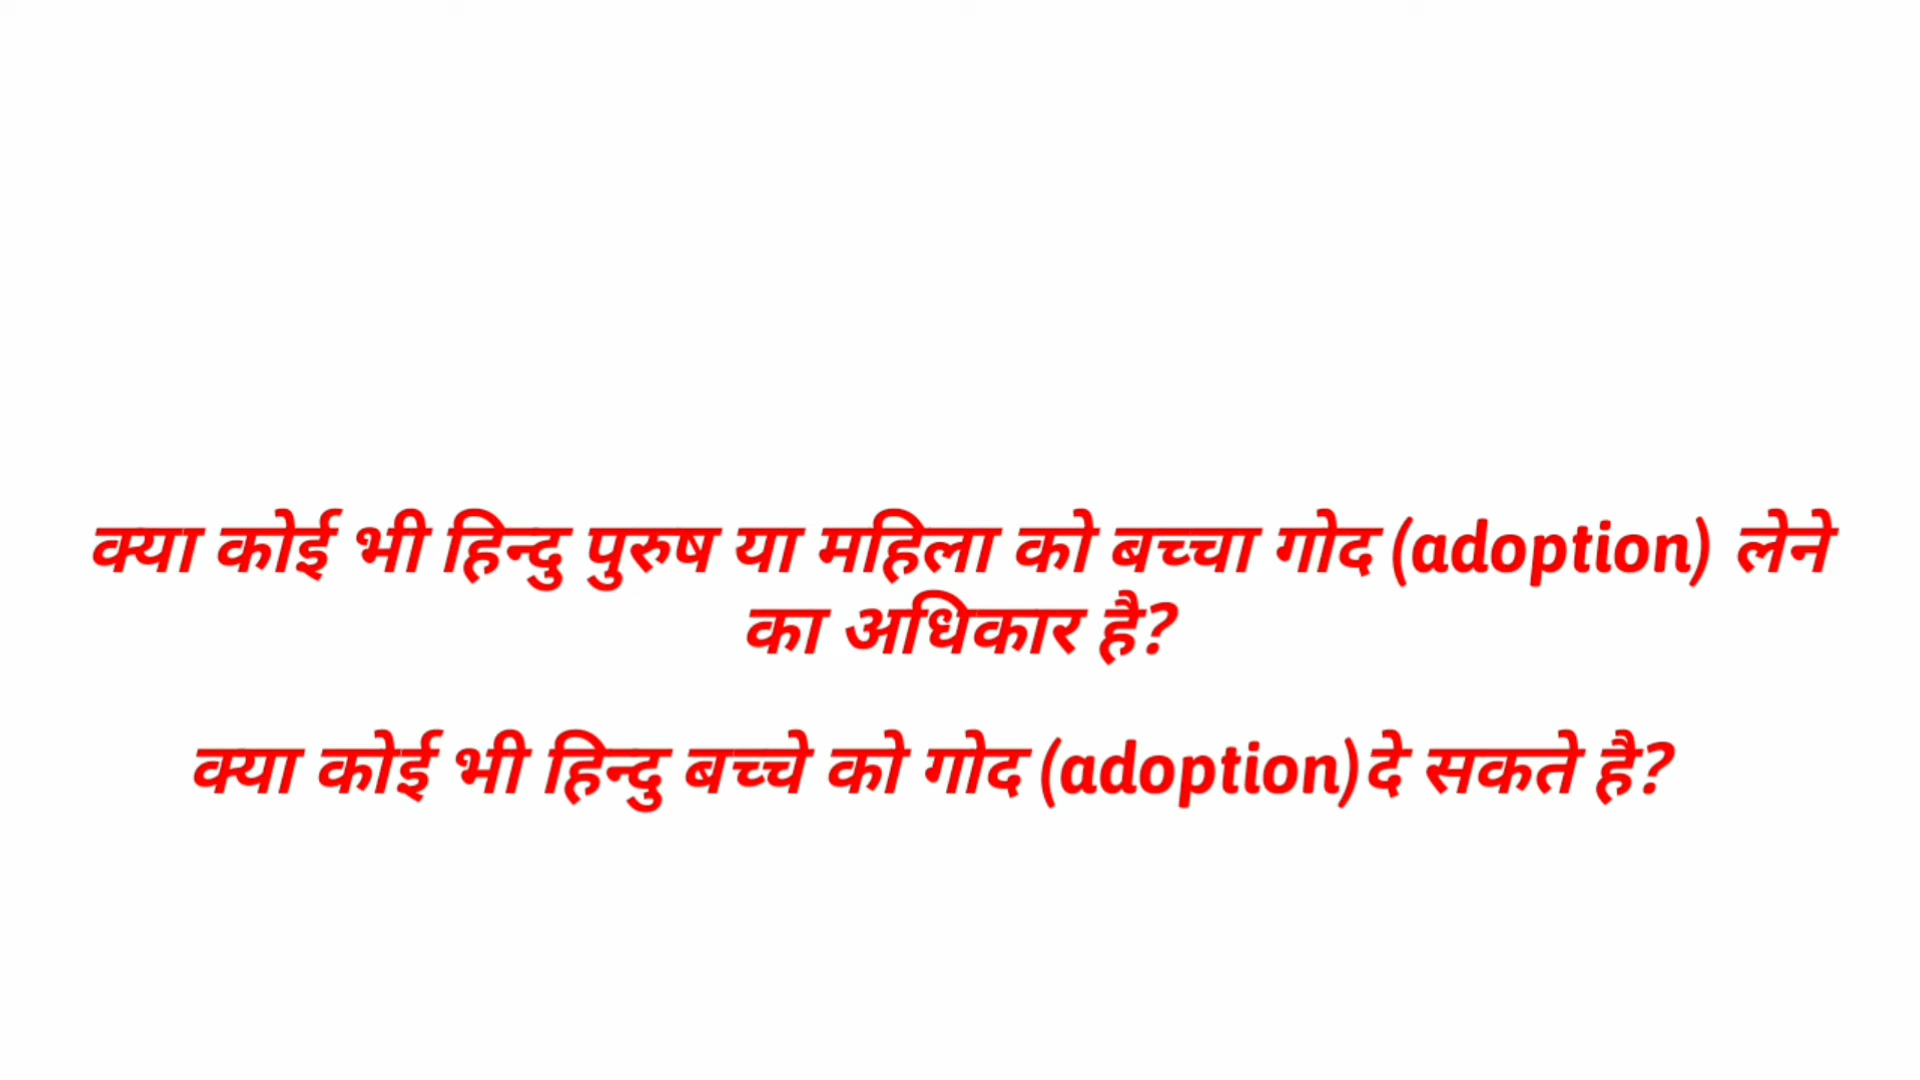 क्या कोई भी हिन्दु पुरुष या महिला को बच्चा गोद (adoption) लेने
का अधिकार है?
क्या कोई भी हिन्दु बच्चे को गोद (adoption)दे सकते है?